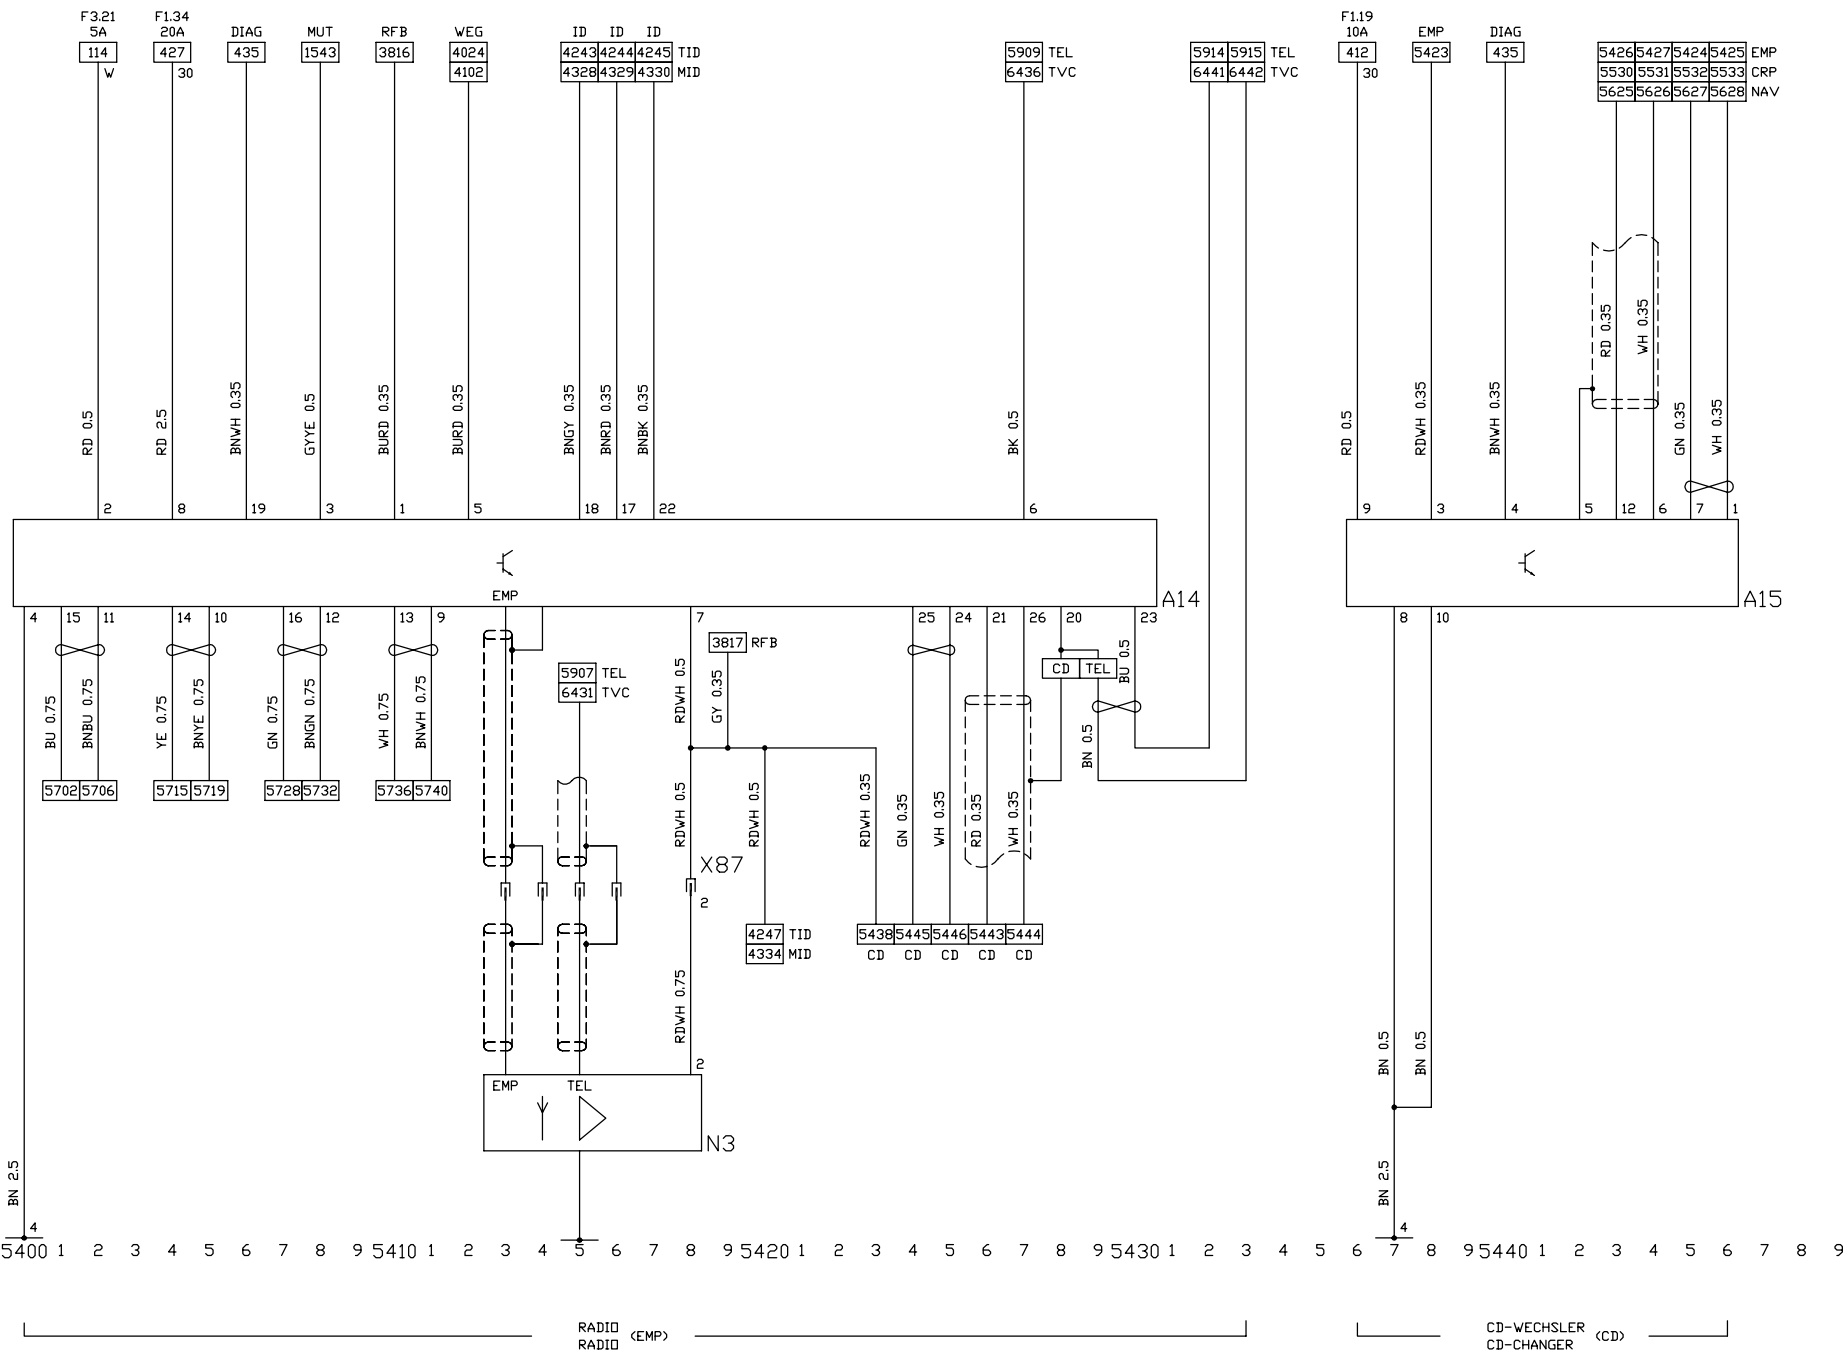 F3.21 F1.34 F1.19
5A 20A DIAG MUT RFB WEG ID ID ID 10A EMP DIAG
114 427 435 1543 3816 4024 4243 4244 4245 TID 5909 TEL 5914 5915 TEL 412 5423 435 5426 5427 5424 5425 EMP
W 30 4102 4328 4329 4330 MID 6436 TVC 6441 6442 TVC 30 5530 5531 5532 5533 CRP
5625 5626 5627 5628 NAV
RD 0.35 WH 0.35
RD 0.5 RD 2.5 BNWH 0.35 GYYE 0.5 BURD 0.35 BURD 0.35 BNGY 0.35 BNRD 0.35 BNBK 0.35 BK 0.5 RD 0.5 RDWH 0.35 BNWH 0.35 GN 0.35 WH 0.35
2 8 19 3 1 5 18 17 22 6 9 3 4 5 12 6 7 1
EMP A14 A15
4 15 11 14 10 16 12 13 9 7 25 24 21 26 20 23 8 10
3817 RFB
5907 TEL CD TEL
6431 TVC
BU 0.75 BNBU 0.75 YE 0.75 BNYE 0.75 GN 0.75 BNGN 0.75 WH 0.75 BNWH 0.75 RDWH 0.5 GY 0.35 BN 0.5 BU 0.5
5702 5706 5715 5719 5728 5732 5736 5740
RDWH 0.5 RDWH 0.5 RDWH 0.35 GN 0.35 WH 0.35 RD 0.35 WH 0.35
X87
2
4247 TID 5438 5445 5446 5443 5444
4334 MID CD CD CD CD CD
RDWH 0.75
BN 0.5 BN 0.5
2
EMP TEL
N3
BN 2.5 BN 2.5
4 4
5400 1 2 3 4 5 6 7 8 9 5410 1 2 3 4 5 6 7 8 9 5420 1 2 3 4 5 6 7 8 9 5430 1 2 3 4 5 6 7 8 9 5440 1 2 3 4 5 6 7 8 9
RADIO
RADIO (EMP)
CD-WECHSLER
CD-CHANGER (CD)